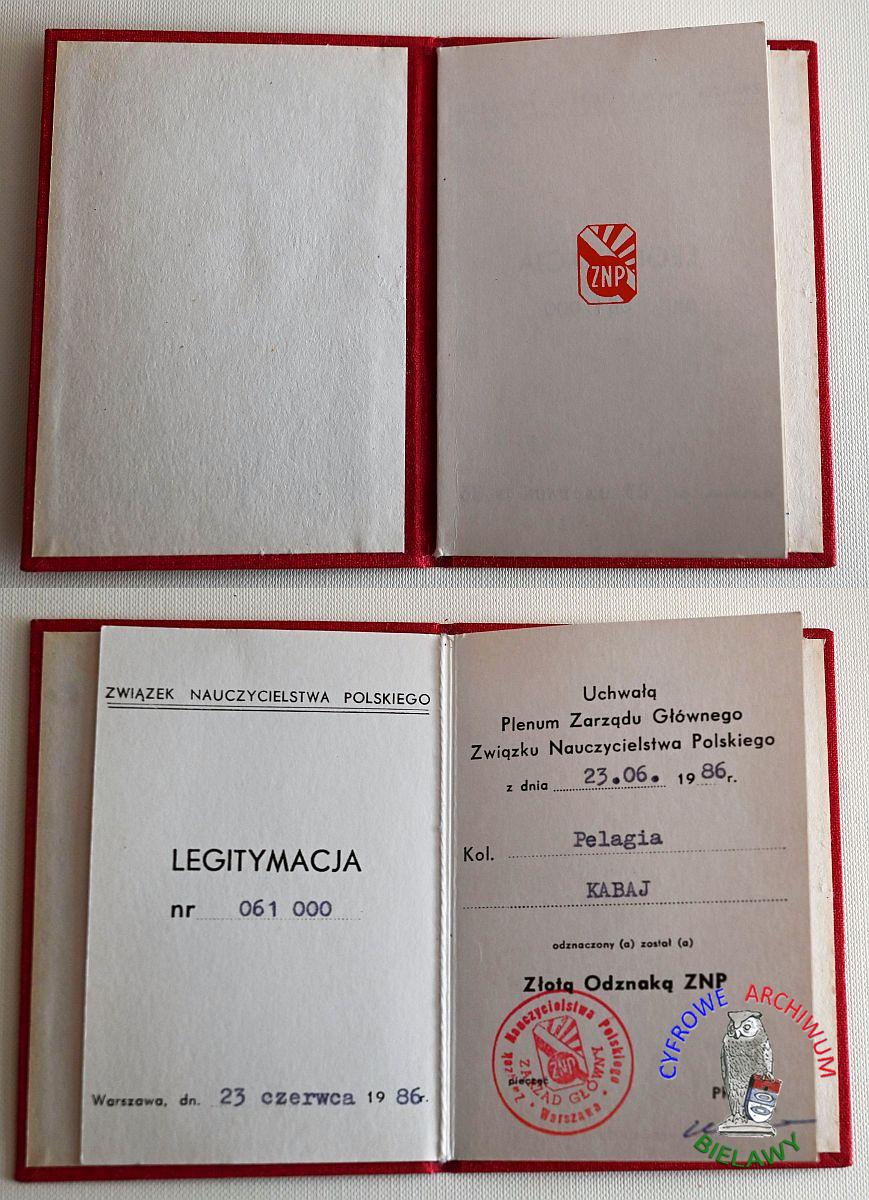 ZNP
ZWIĄZEK NAUCZYCIELSTWA POLSKIEGO
LEGITYMACJA
nr 061 000
Warszawa, dn. 23 czerwca 1986r.
Uchwałą
Plenum Zarządu Głównego
Związku Nauczycielstwa Polskiego
z dnia 23.06. 1986r.
Kol. Pelagia
KABAJ
odznaczony (a) został (a)
Złotą Odznaką ZNP
Związek Nauczycielstwa Polskiego
ZNP
ZARZĄD GŁÓWNY
Warszawa
pieczęć
CYFROWE ARCHIWUM
BIELAWY